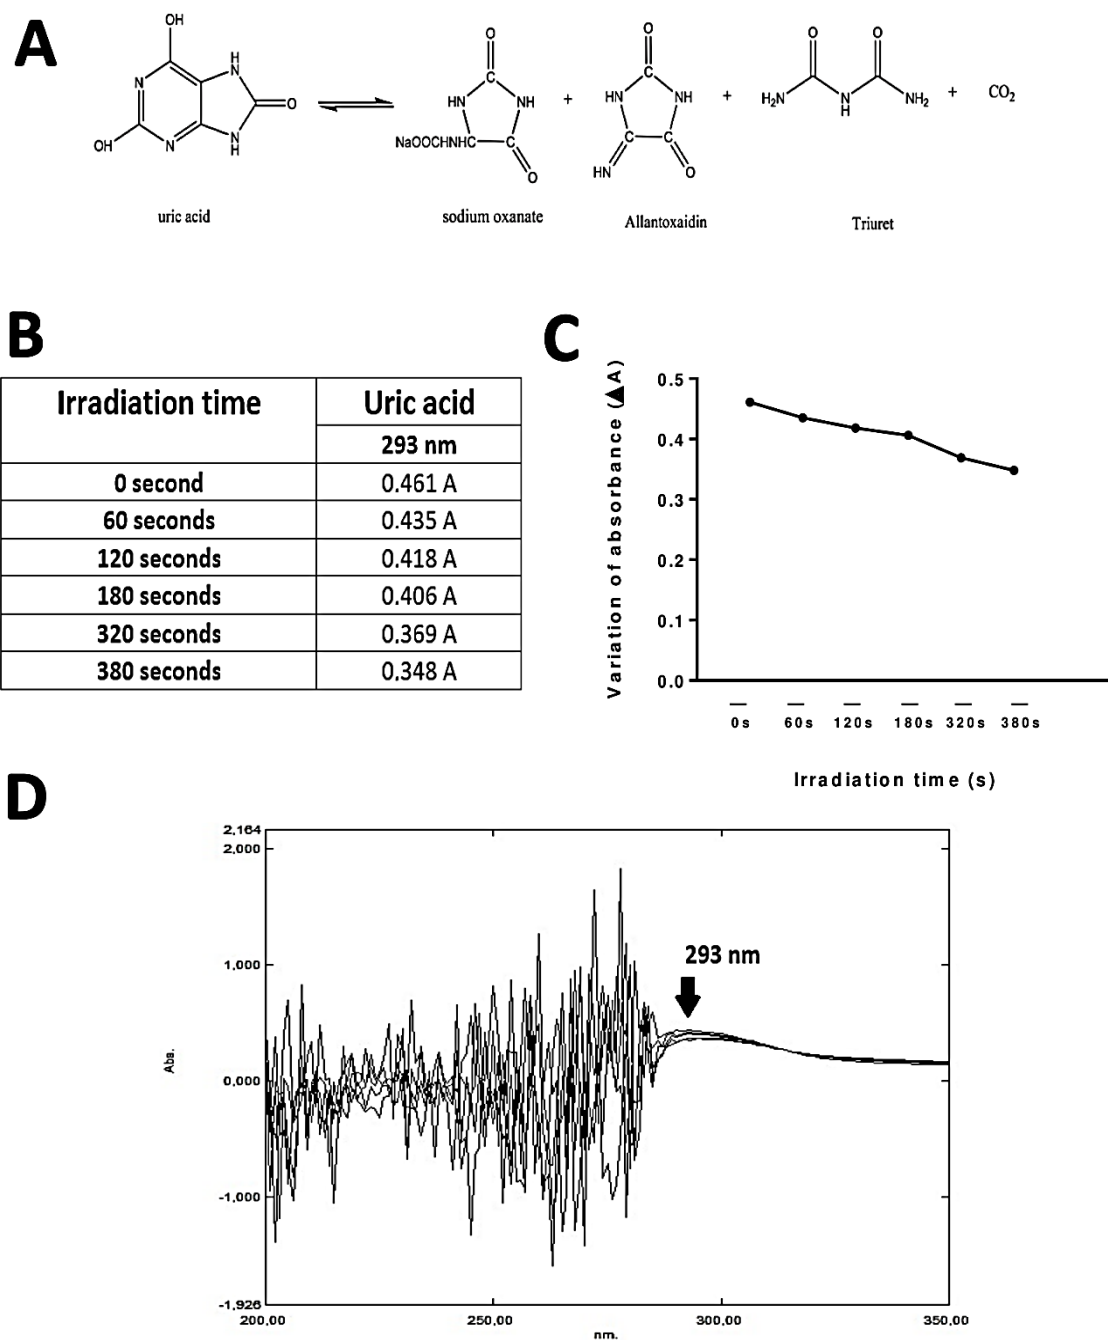 A
OH
N
H
N
O
OH
N
N
H
uric acid
O
C
HN
NH
NaOOCHNHC
C
O
sodium oxanate
+
O
C
HN
NH
C
C
HN
O
Allantoxaidin
+
O
O
H₂N
N
H
NH₂
Triuret
+
CO₂
B
Irradiation time
Uric acid
293 nm
0 second
0.461 A
60 seconds
0.435 A
120 seconds
0.418 A
180 seconds
0.406 A
320 seconds
0.369 A
380 seconds
0.348 A
C
Variation of absorbance (▲A)
0.5
0.4
0.3
0.2
0.1
0.0
0s 60s 120s 180s 320s 380s
Irradiation time (s)
D
2,164
2,000
1,000
0,000
-1,000
-1,926
Abs.
293 nm
200,00 250,00 300,00 350,00
nm.